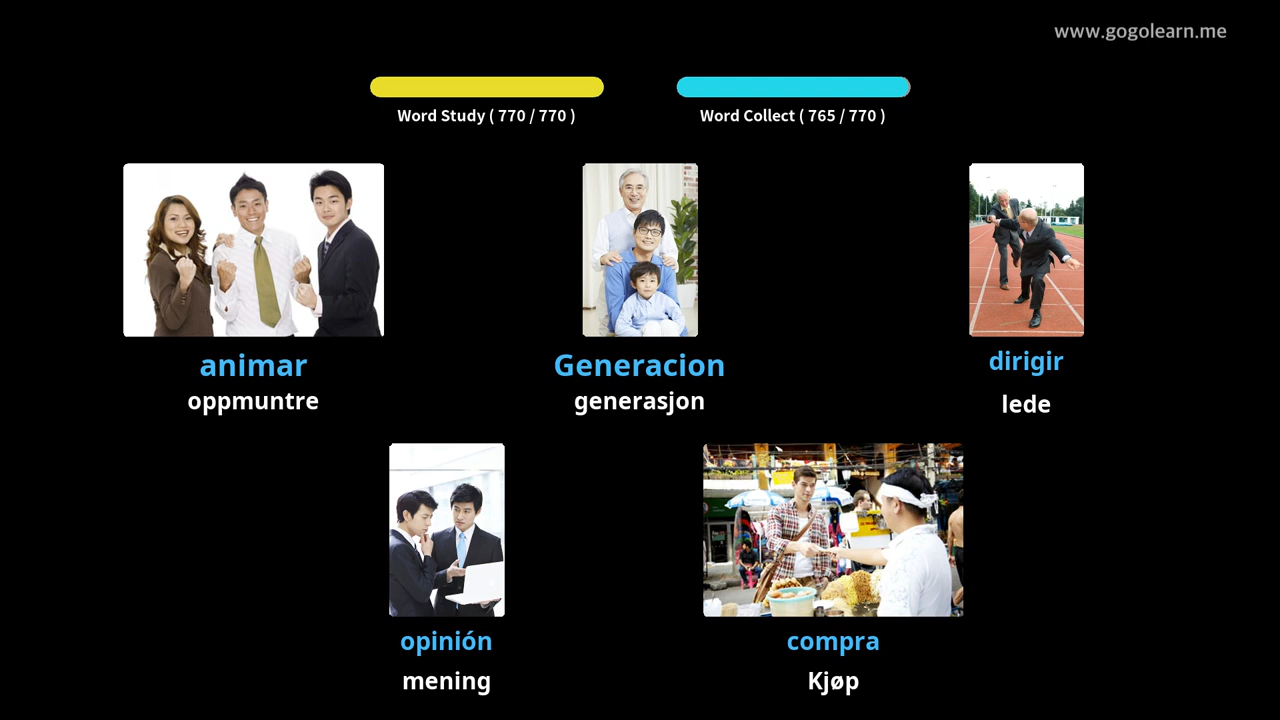 www.gogolearn.me
Word Study ( 770 / 770 )
Word Collect ( 765 / 770 )
animar
oppmuntre
Generacion
generasjon
dirigir
lede
opinión
mening
compra
Kjøp